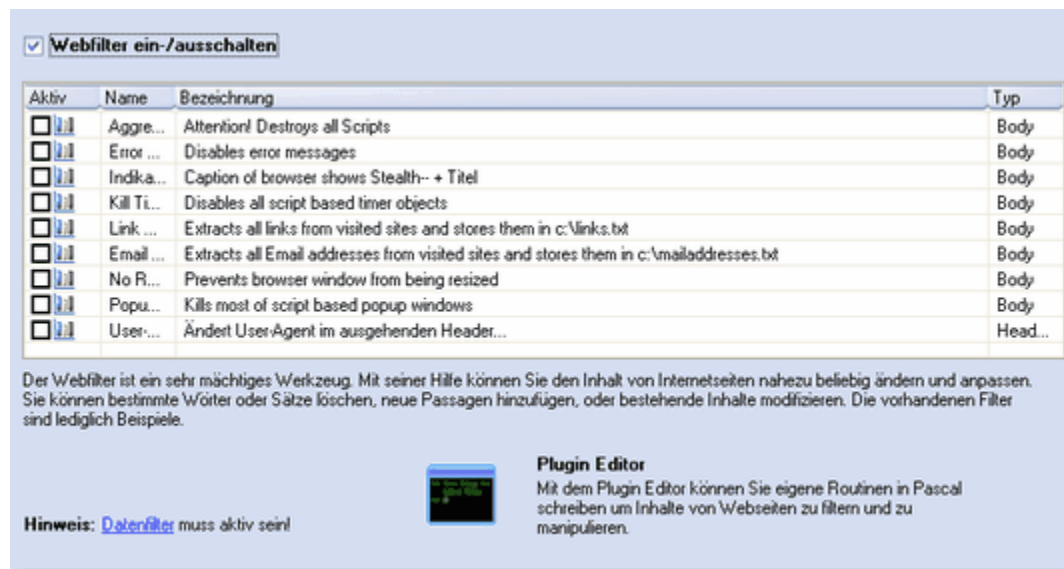 Webfilter ein-/ausschalten
Aktiv Name Bezeichnung Typ
Aggre... Attention! Destroys all Scripts Body
Error ... Disables error messages Body
Indika... Caption of browser shows Stealth-- + Titel Body
Kill Ti... Disables all script based timer objects Body
Link ... Extracts all links from visited sites and stores them in c:\links.txt Body
Email ... Extracts all Email addresses from visited sites and stores them in c:\mailaddresses.txt Body
No R... Prevents browser window from being resized Body
Popu... Kills most of script based popup windows Body
User-... Ändert User-Agent im ausgehenden Header... Head...
Der Webfilter ist ein sehr mächtiges Werkzeug. Mit seiner Hilfe können Sie den Inhalt von Internetseiten nahezu beliebig ändern und anpassen.
Sie können bestimmte Wörter oder Sätze löschen, neue Passagen hinzufügen, oder bestehende Inhalte modifizieren. Die vorhandenen Filter
sind lediglich Beispiele.
Plugin Editor
Mit dem Plugin Editor können Sie eigene Routinen in Pascal
schreiben um Inhalte von Webseiten zu filtern und zu
manipulieren.
Hinweis: Datenfilter muss aktiv sein!